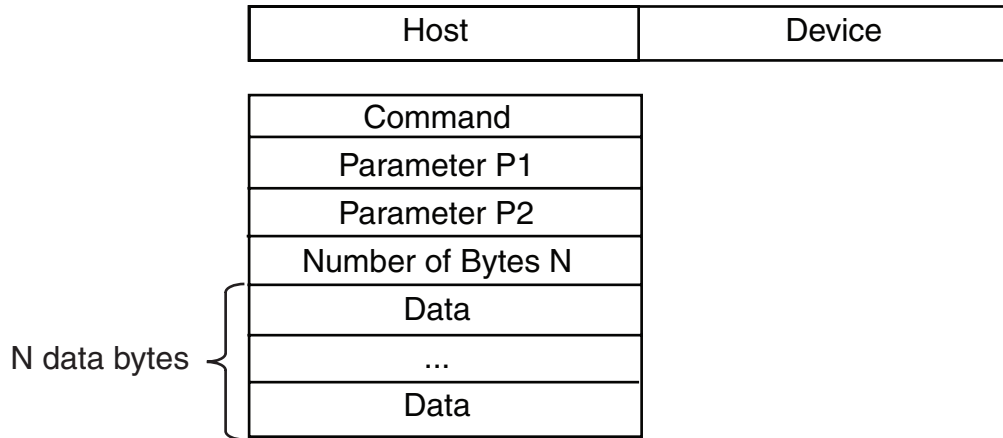 Host Device
Command
Parameter P1
Parameter P2
Number of Bytes N
Data
N data bytes
...
Data